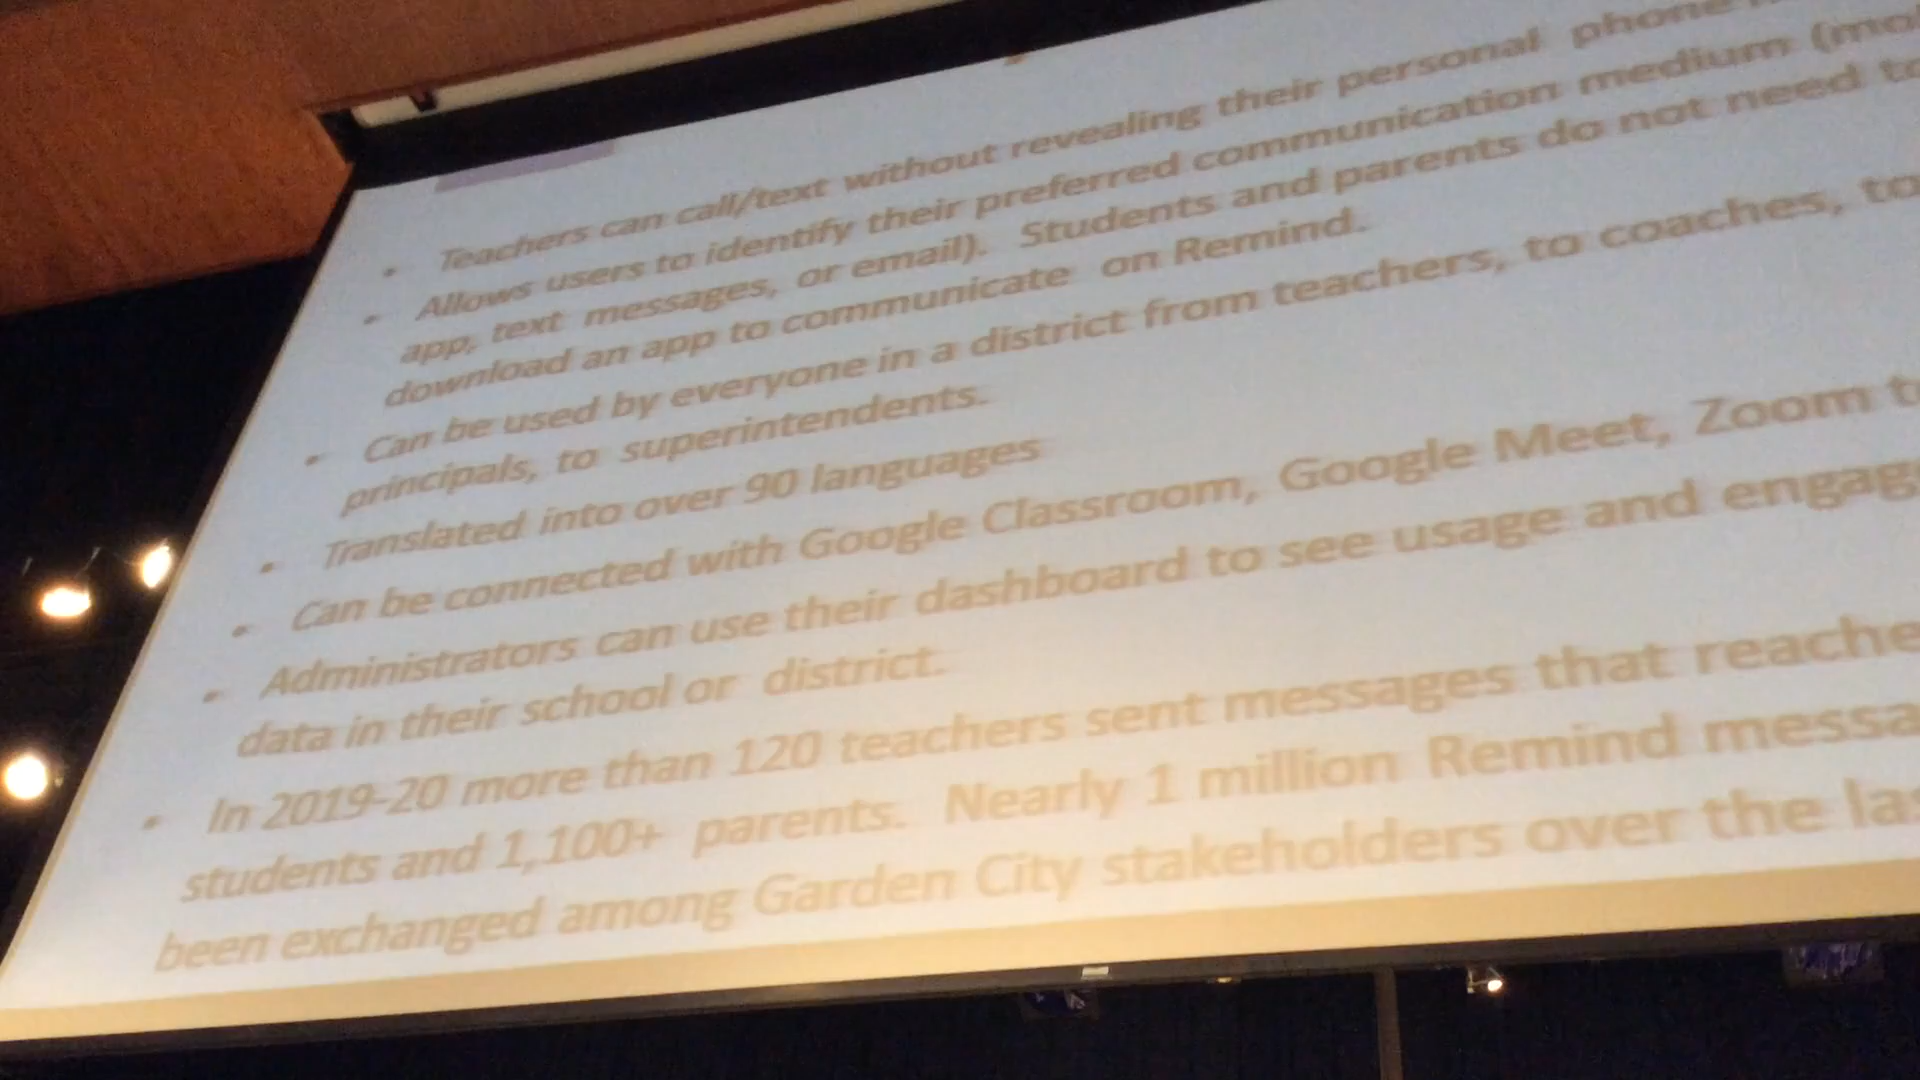 • Teachers can call/text without revealing their personal phone
• Allows users to identify their preferred communication medium (mo
app, text messages, or email). Students and parents do not need to
download an app to communicate on Remind.
• Can be used by everyone in a district from teachers, to coaches, to
principals, to superintendents.
• Translated into over 90 languages
• Can be connected with Google Classroom, Google Meet, Zoom t
• Administrators can use their dashboard to see usage and engag
data in their school or district.
• In 2019-20 more than 120 teachers sent messages that reache
students and 1,100+ parents. Nearly 1 million Remind messa
been exchanged among Garden City stakeholders over the las